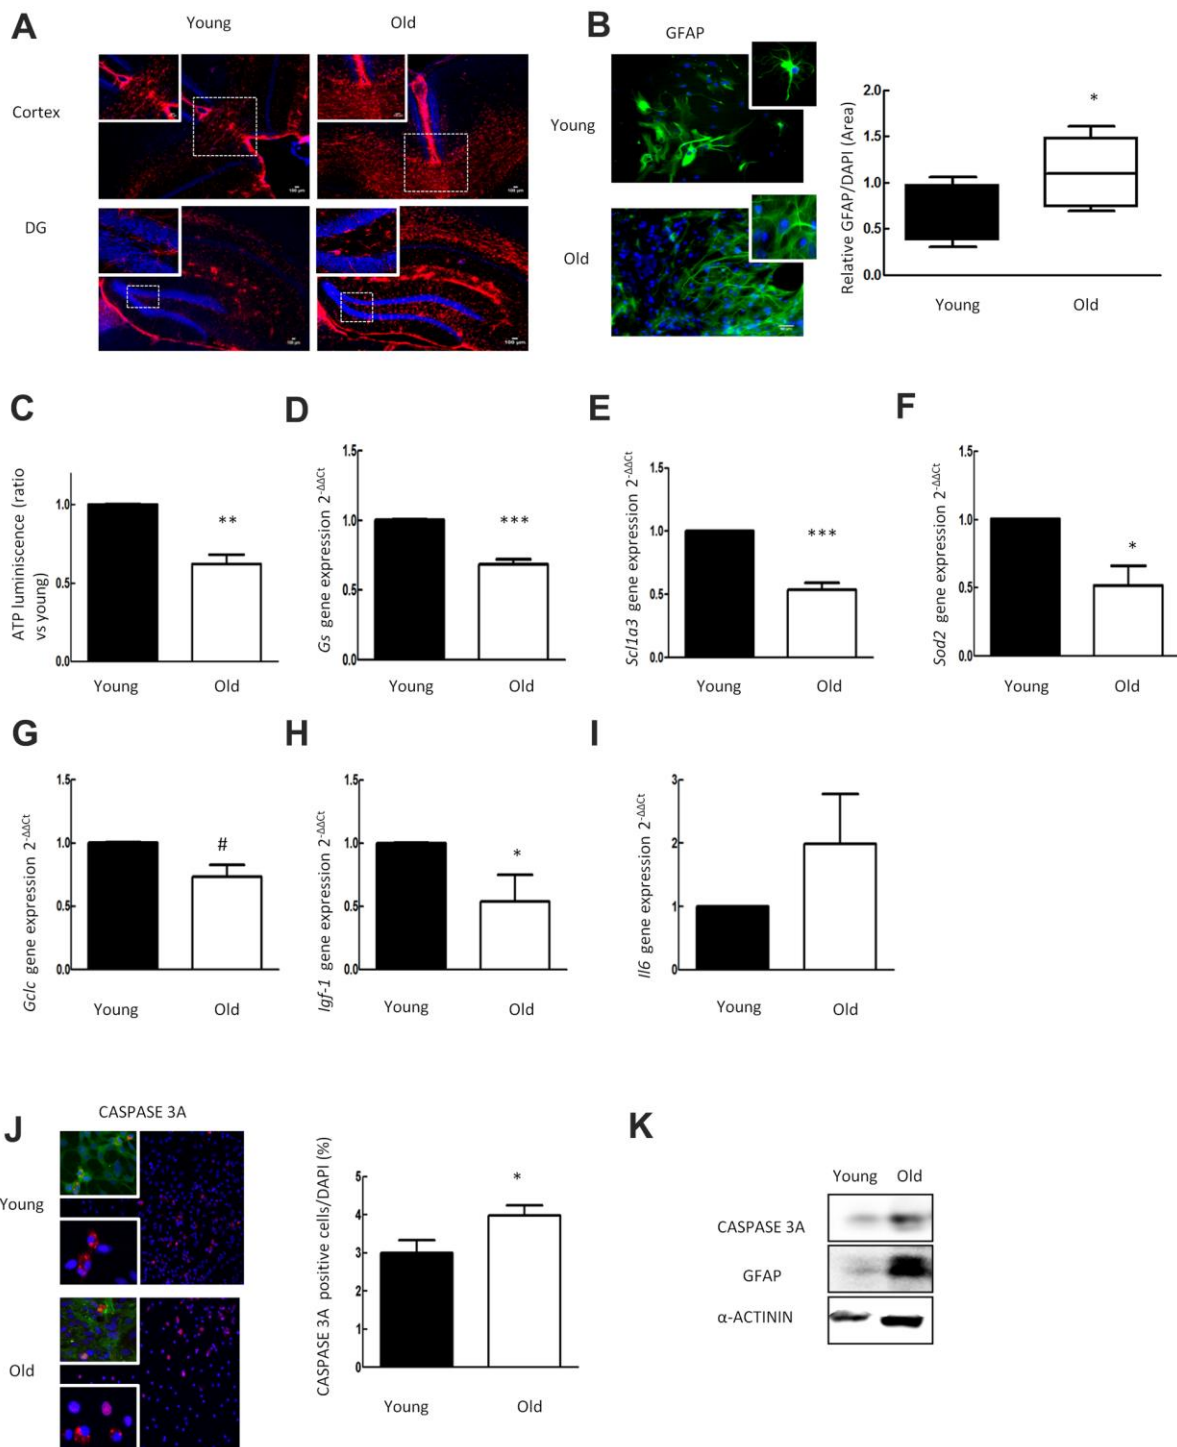 A
Young
Old
Cortex
DG
100 µm
B
GFAP
Young
Old
Relative GFAP/DAPI (Area)
2.0
1.5
1.0
0.5
0.0
*
Young
Old
C
ATP luminiscence (ratio
vs young)
1.0
0.5
0.0
**
Young
Old
D
Gs gene expression 2-ΔΔCt
1.5
1.0
0.5
0.0
***
Young
Old
E
Scl1a3 gene expression 2-ΔΔCt
1.5
1.0
0.5
0.0
***
Young
Old
F
Sod2 gene expression 2-ΔΔCt
1.5
1.0
0.5
0.0
*
Young
Old
G
Gclc gene expression 2-ΔΔCt
1.5
1.0
0.5
0.0
#
Young
Old
H
Igf-1 gene expression 2-ΔΔCt
1.5
1.0
0.5
0.0
*
Young
Old
I
Il6 gene expression 2-ΔΔCt
3
2
1
0
Young
Old
J
CASPASE 3A
Young
Old
CASPASE 3A positive cells/DAPI (%)
5
4
3
2
1
0
*
Young
Old
K
Young Old
CASPASE 3A
GFAP
α-ACTININ